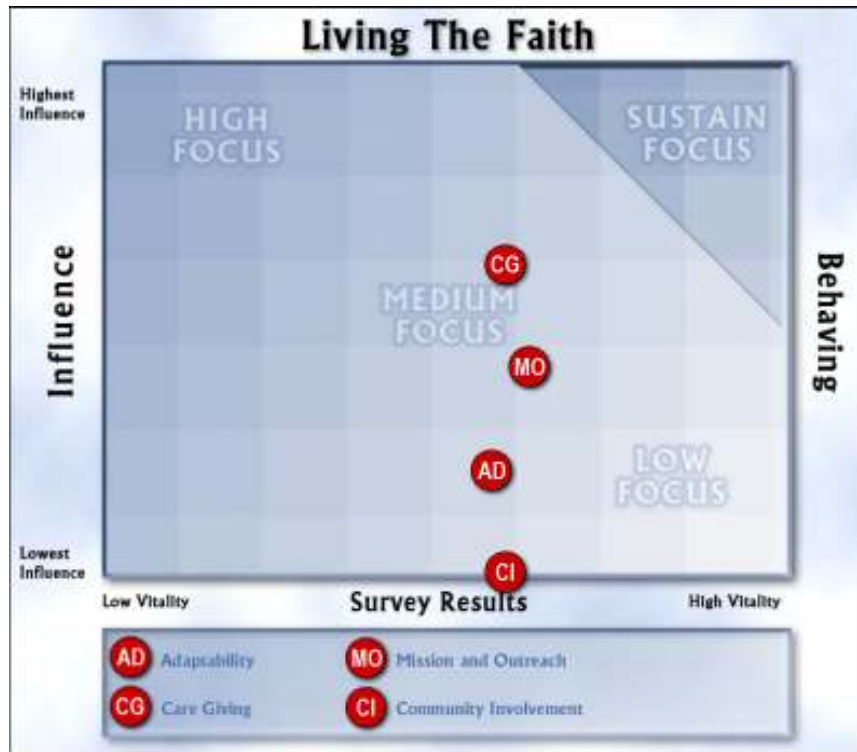 Living The Faith
Highest
Influence
HIGH
FOCUS
SUSTAIN
FOCUS
Influence
CG
MEDIUM
FOCUS
Behaving
MO
AD
LOW
FOCUS
Lowest
Influence
CI
Low Vitality
Survey Results
High Vitality
AD Adaptability
MO Mission and Outreach
CG Care Giving
CI Community Involvement